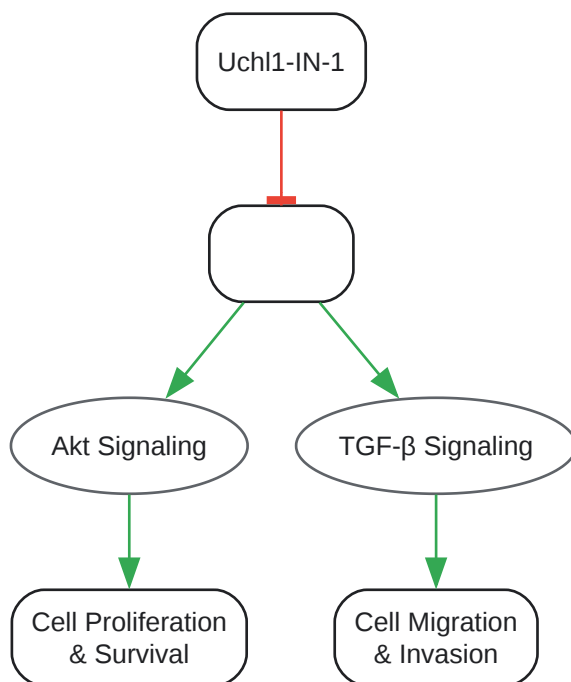 Uchl1-IN-1
Akt Signaling
TGF-β Signaling
Cell Proliferation
& Survival
Cell Migration
& Invasion